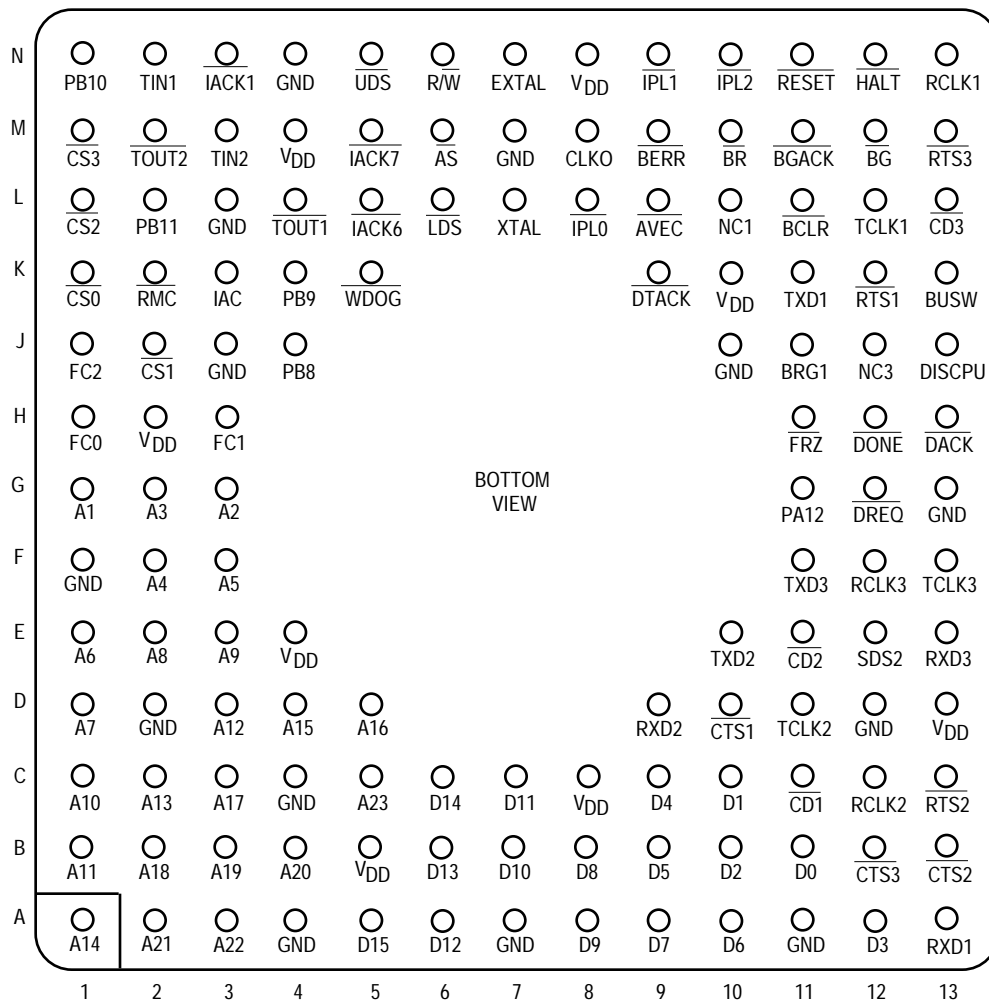 N
PB10 TIN1 IACK1 GND UDS R/W EXTAL VDD IPL1 IPL2 RESET HALT RCLK1
M
CS3 TOUT2 TIN2 VDD IACK7 AS GND CLKO BERR BR BGACK BG RTS3
L
CS2 PB11 GND TOUT1 IACK6 LDS XTAL IPL0 AVEC NC1 BCLR TCLK1 CD3
K
CS0 RMC IAC PB9 WDOG DTACK VDD TXD1 RTS1 BUSW
J
FC2 CS1 GND PB8 GND BRG1 NC3 DISCPU
H
FC0 VDD FC1 FRZ DONE DACK
BOTTOM
VIEW
G
A1 A3 A2 PA12 DREQ GND
F
GND A4 A5 TXD3 RCLK3 TCLK3
E
A6 A8 A9 VDD TXD2 CD2 SDS2 RXD3
D
A7 GND A12 A15 A16 RXD2 CTS1 TCLK2 GND VDD
C
A10 A13 A17 GND A23 D14 D11 VDD D4 D1 CD1 RCLK2 RTS2
B
A11 A18 A19 A20 VDD D13 D10 D8 D5 D2 D0 CTS3 CTS2
A
A14 A21 A22 GND D15 D12 GND D9 D7 D6 GND D3 RXD1
1 2 3 4 5 6 7 8 9 10 11 12 13